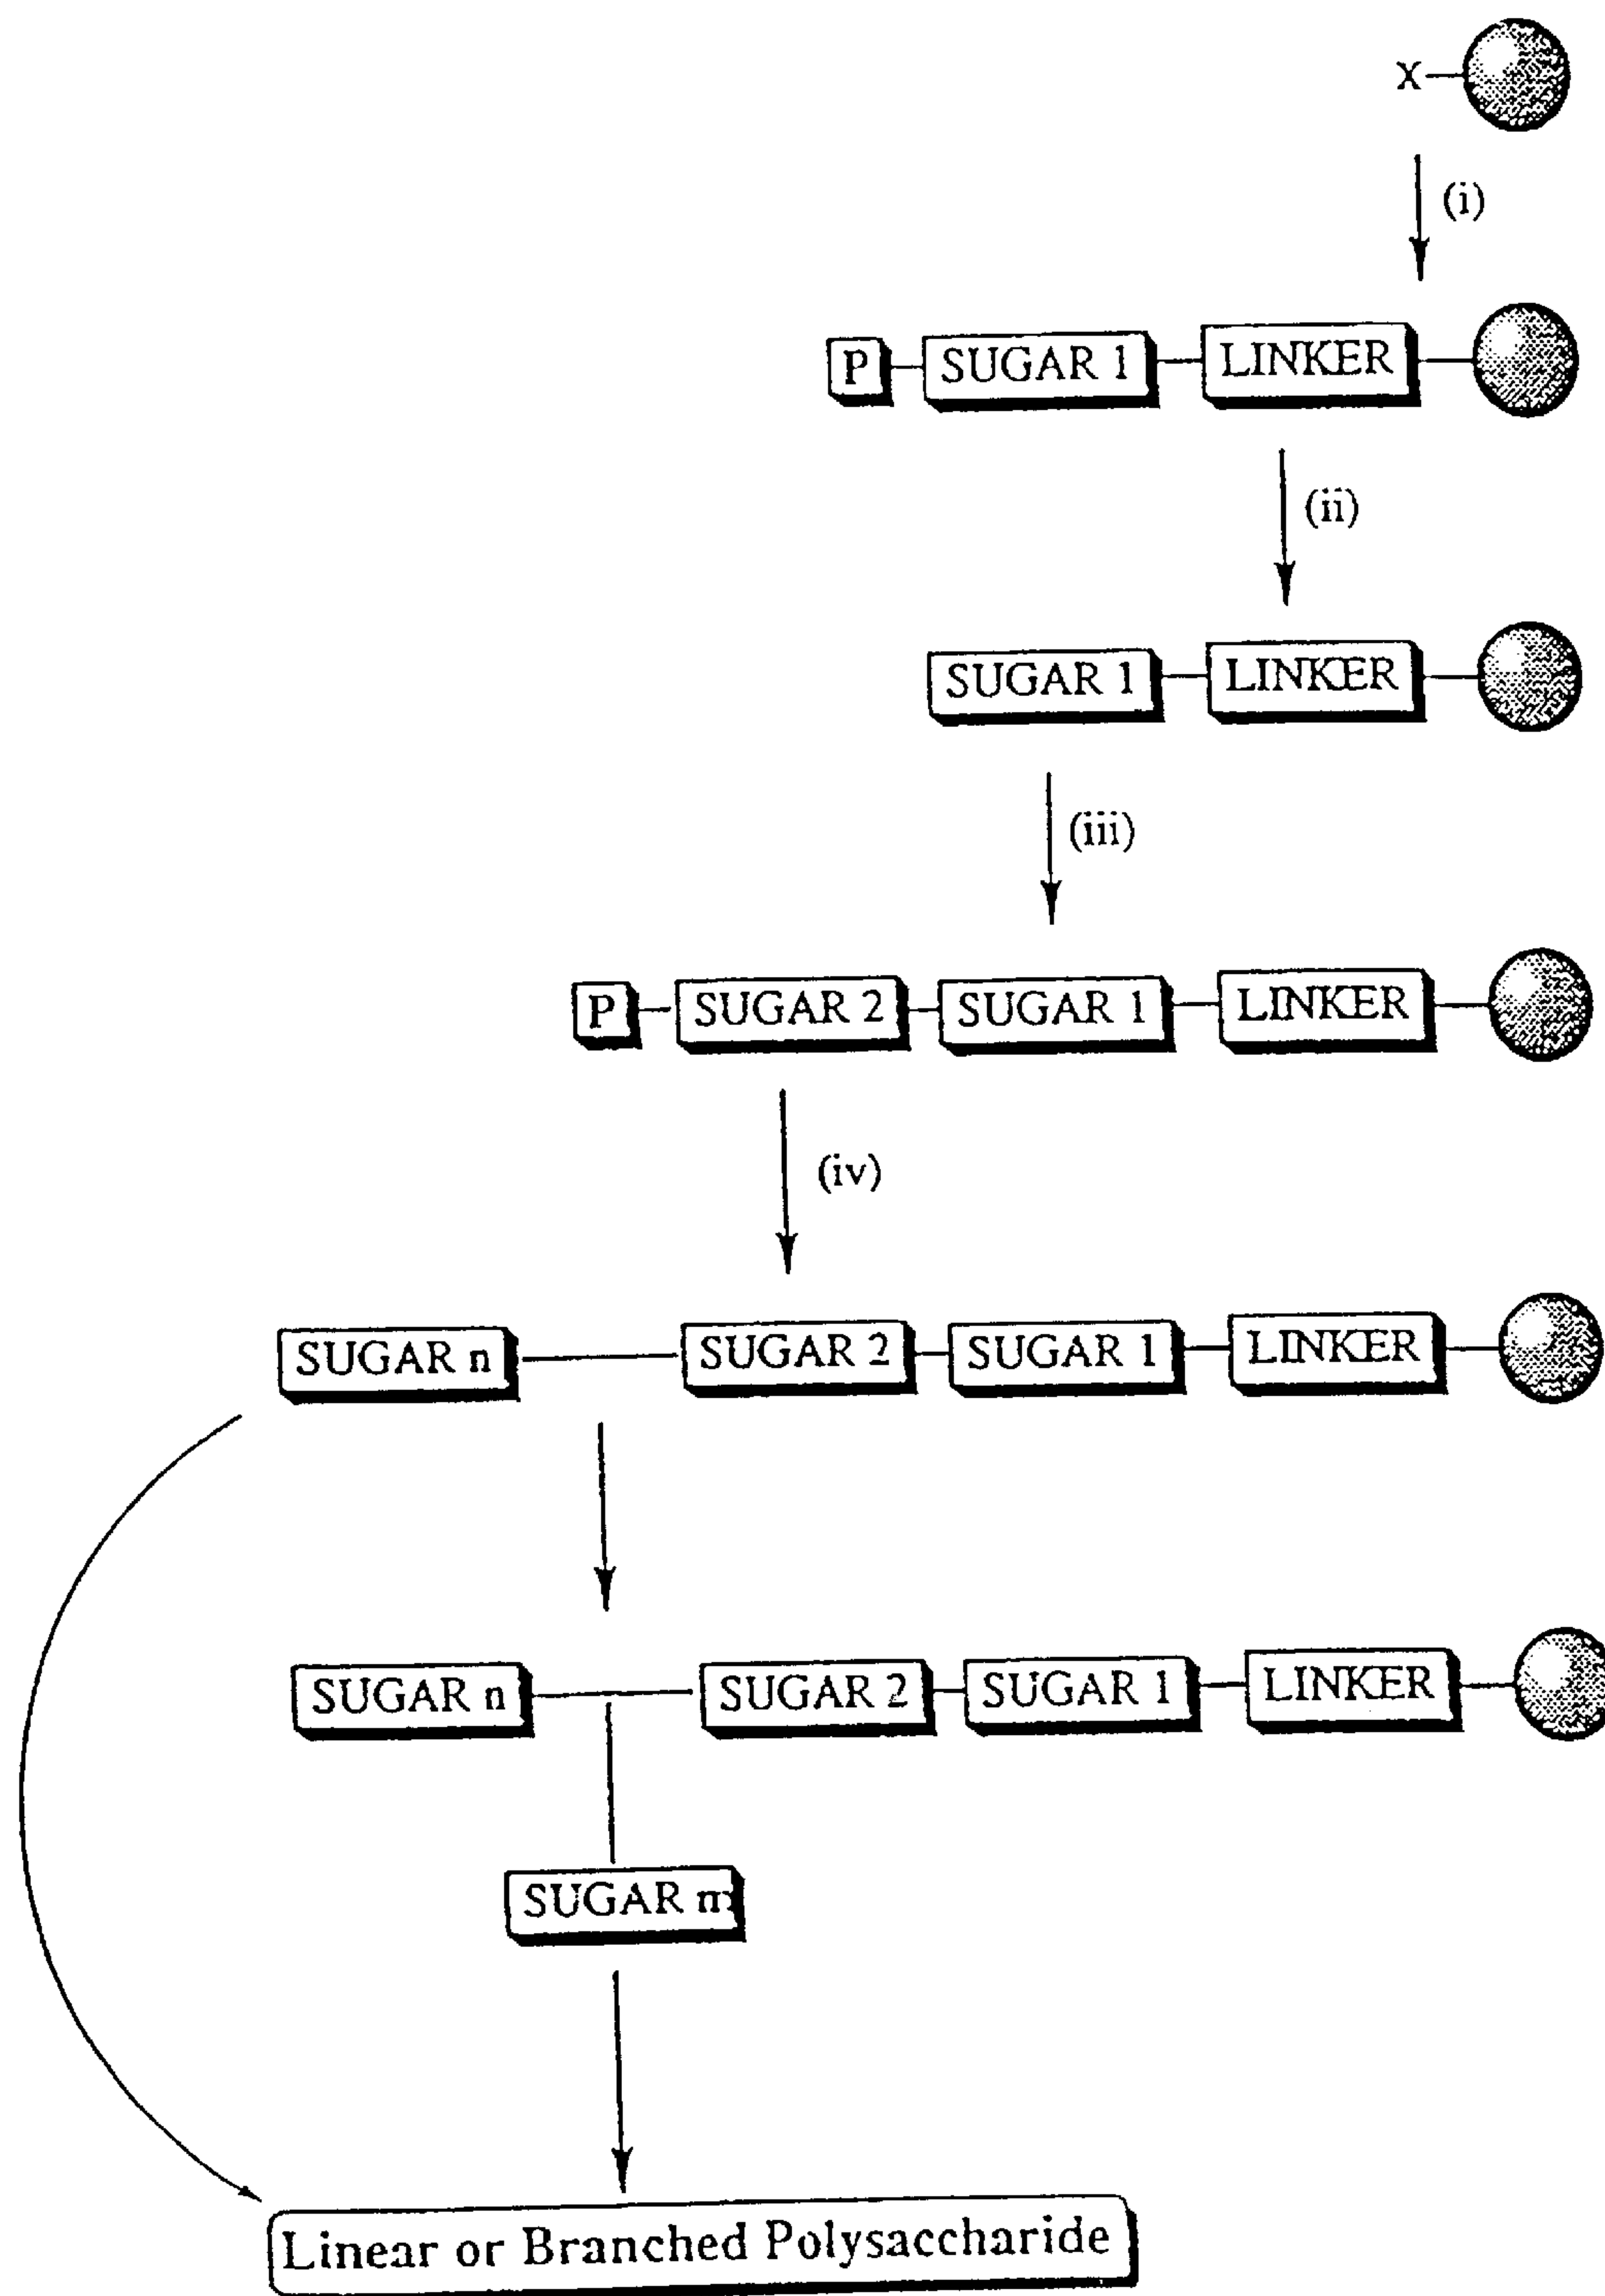 X
(i)
P SUGAR 1 LINKER
(ii)
SUGAR 1 LINKER
(iii)
P SUGAR 2 SUGAR 1 LINKER
(iv)
SUGAR n SUGAR 2 SUGAR 1 LINKER
SUGAR n SUGAR 2 SUGAR 1 LINKER
SUGAR m
Linear or Branched Polysaccharide